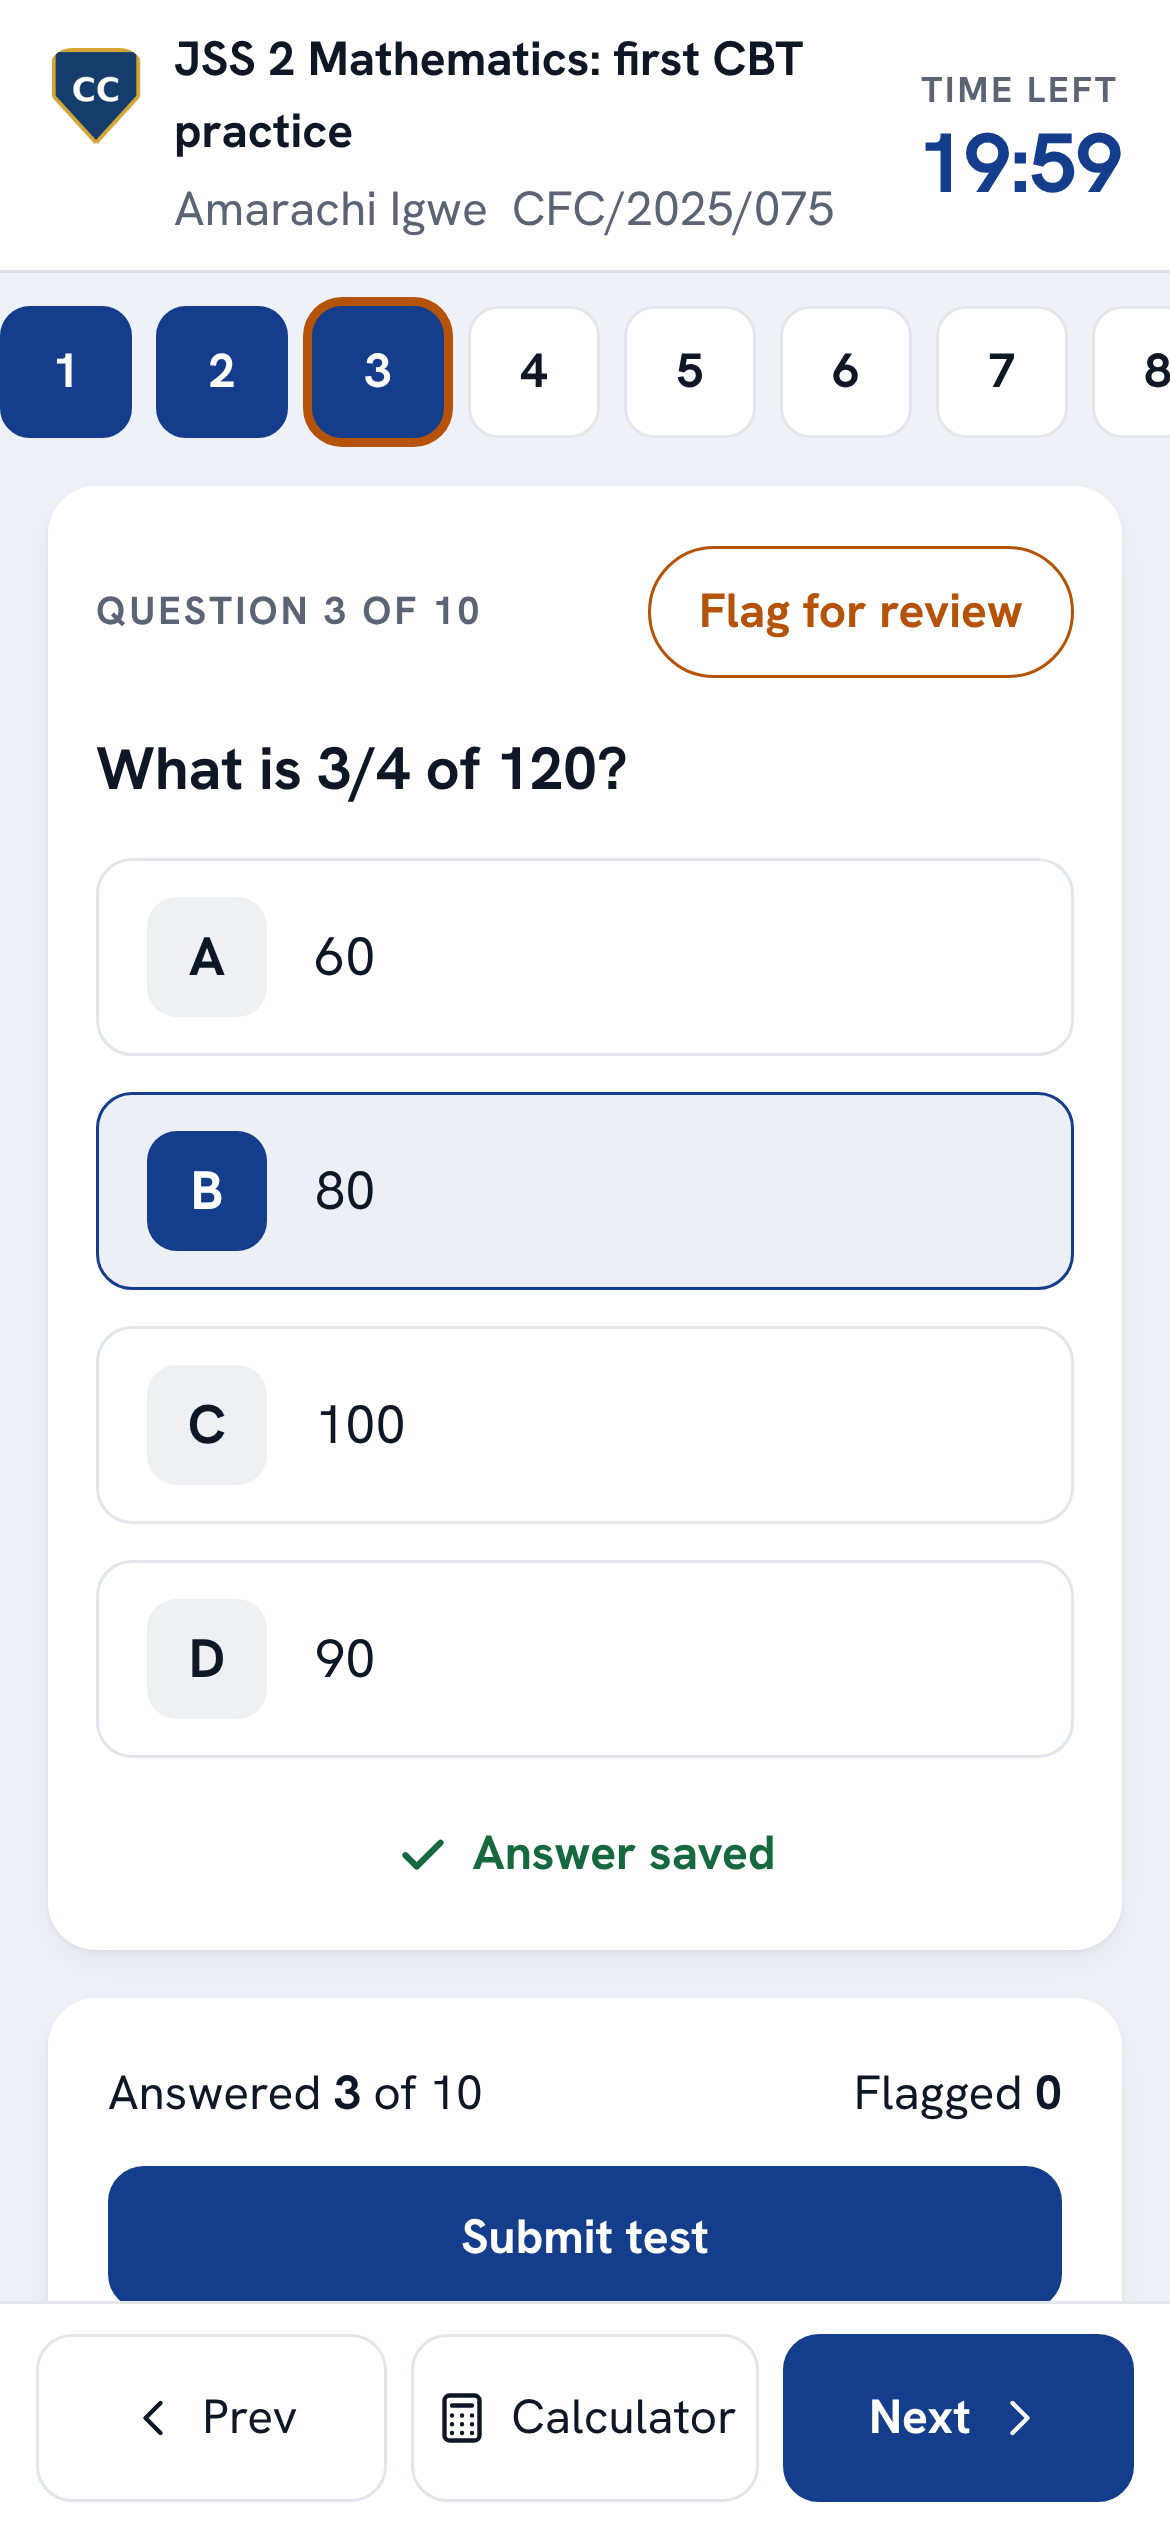 CC
JSS 2 Mathematics: first CBT
practice
Amarachi Igwe CFC/2025/075
TIME LEFT
19:59
1 2 3 4 5 6 7 8
QUESTION 3 OF 10
Flag for review
What is 3/4 of 120?
A 60
B 80
C 100
D 90
Answer saved
Answered 3 of 10
Flagged 0
Submit test
Prev
Calculator
Next